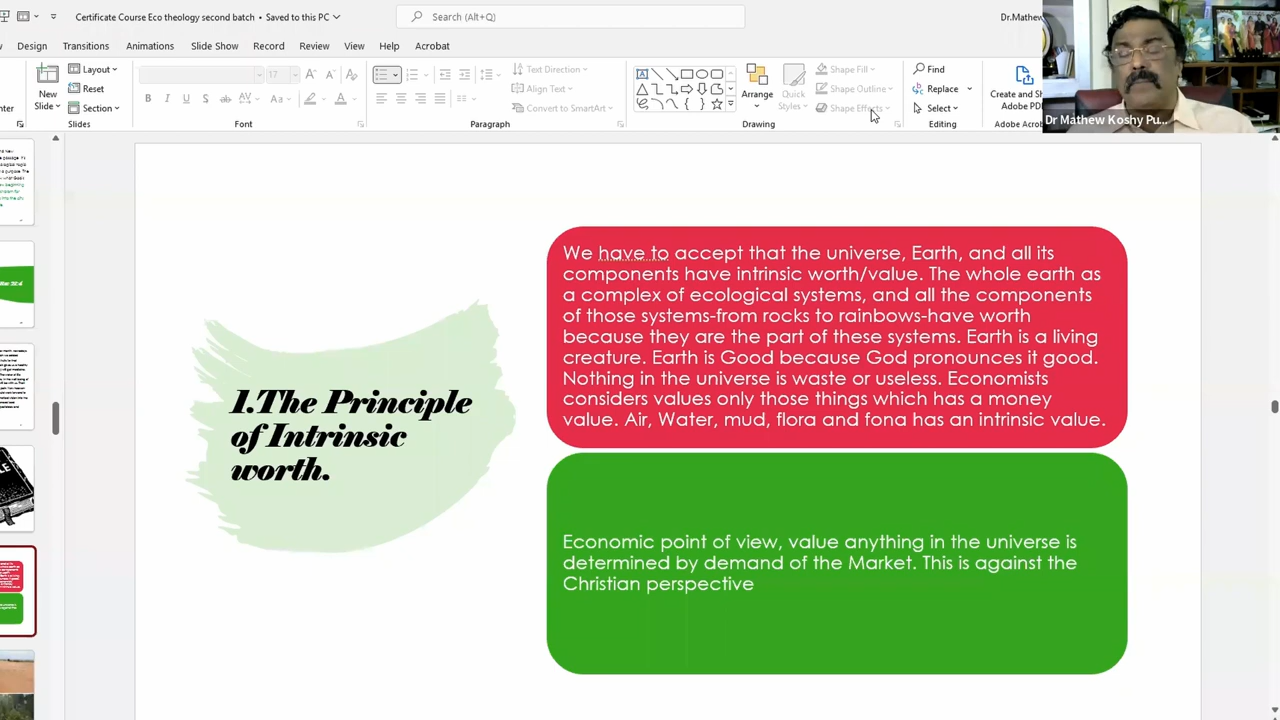 Certificate Course Eco theology second batch • Saved to this PC
Search (Alt+Q)
Dr.Mathew
Design Transitions Animations Slide Show Record Review View Help Acrobat
New Slide
Layout
Reset
Section
Slides
17
B I U S ab AV Aa A
Font
Text Direction
Align Text
Convert to SmartArt
Paragraph
Arrange
Quick Styles
Shape Fill
Shape Outline
Shape Effects
Drawing
Find
Replace
Select
Editing
Create and Sh
Adobe PDF
Adobe Acro
Dr Mathew Koshy Pu...
1.The Principle
of Intrinsic
worth.
We have to accept that the universe, Earth, and all its
components have intrinsic worth/value. The whole earth as
a complex of ecological systems, and all the components
of those systems-from rocks to rainbows-have worth
because they are the part of these systems. Earth is a living
creature. Earth is Good because God pronounces it good.
Nothing in the universe is waste or useless. Economists
considers values only those things which has a money
value. Air, Water, mud, flora and fona has an intrinsic value.
Economic point of view, value anything in the universe is
determined by demand of the Market. This is against the
Christian perspective